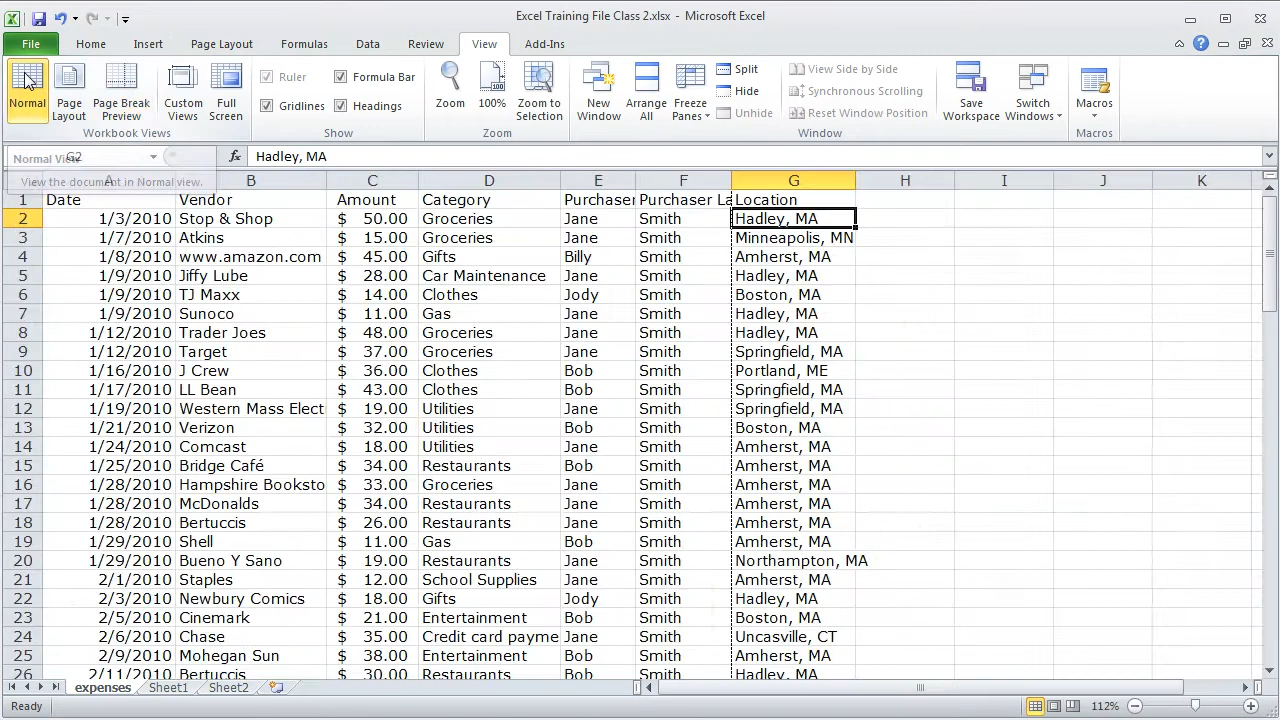 Excel Training File Class 2.xlsx - Microsoft Excel
File Home Insert Page Layout Formulas Data Review View Add-Ins
Normal Page Layout Page Break Preview Custom Views Full Screen
Workbook Views
Ruler Formula Bar
Gridlines Headings
Show
Zoom 100% Zoom to Selection
Zoom
New Window Arrange All Freeze Panes
Split
Hide
Unhide
View Side by Side
Synchronous Scrolling
Reset Window Position
Save Workspace Switch Windows
Window
Macros
Macros
G2 fx Hadley, MA
Normal View
View the document in Normal view.
A B C D E F G H I J K
1 Date Vendor Amount Category Purchaser Purchaser La Location
2 1/3/2010 Stop & Shop $ 50.00 Groceries Jane Smith Hadley, MA
3 1/7/2010 Atkins $ 15.00 Groceries Jane Smith Minneapolis, MN
4 1/8/2010 www.amazon.com $ 45.00 Gifts Billy Smith Amherst, MA
5 1/9/2010 Jiffy Lube $ 28.00 Car Maintenance Jane Smith Hadley, MA
6 1/9/2010 TJ Maxx $ 14.00 Clothes Jody Smith Boston, MA
7 1/9/2010 Sunoco $ 11.00 Gas Jane Smith Hadley, MA
8 1/12/2010 Trader Joes $ 48.00 Groceries Jane Smith Hadley, MA
9 1/12/2010 Target $ 37.00 Groceries Jane Smith Springfield, MA
10 1/16/2010 J Crew $ 36.00 Clothes Bob Smith Portland, ME
11 1/17/2010 LL Bean $ 43.00 Clothes Bob Smith Springfield, MA
12 1/19/2010 Western Mass Elect $ 19.00 Utilities Jane Smith Springfield, MA
13 1/21/2010 Verizon $ 32.00 Utilities Bob Smith Boston, MA
14 1/24/2010 Comcast $ 18.00 Utilities Jane Smith Amherst, MA
15 1/25/2010 Bridge Café $ 34.00 Restaurants Bob Smith Amherst, MA
16 1/28/2010 Hampshire Booksto $ 33.00 Groceries Jane Smith Amherst, MA
17 1/28/2010 McDonalds $ 34.00 Restaurants Jane Smith Amherst, MA
18 1/28/2010 Bertuccis $ 26.00 Restaurants Jane Smith Amherst, MA
19 1/29/2010 Shell $ 11.00 Gas Bob Smith Amherst, MA
20 1/29/2010 Bueno Y Sano $ 19.00 Restaurants Jane Smith Northampton, MA
21 2/1/2010 Staples $ 12.00 School Supplies Jane Smith Amherst, MA
22 2/3/2010 Newbury Comics $ 18.00 Gifts Jody Smith Hadley, MA
23 2/5/2010 Cinemark $ 21.00 Entertainment Bob Smith Boston, MA
24 2/6/2010 Chase $ 35.00 Credit card payme Jane Smith Uncasville, CT
25 2/9/2010 Mohegan Sun $ 38.00 Entertainment Bob Smith Amherst, MA
26 2/11/2010 Bertuccis $ 30.00 Restaurants Bob Smith Hadley, MA
expenses Sheet1 Sheet2
Ready 112%